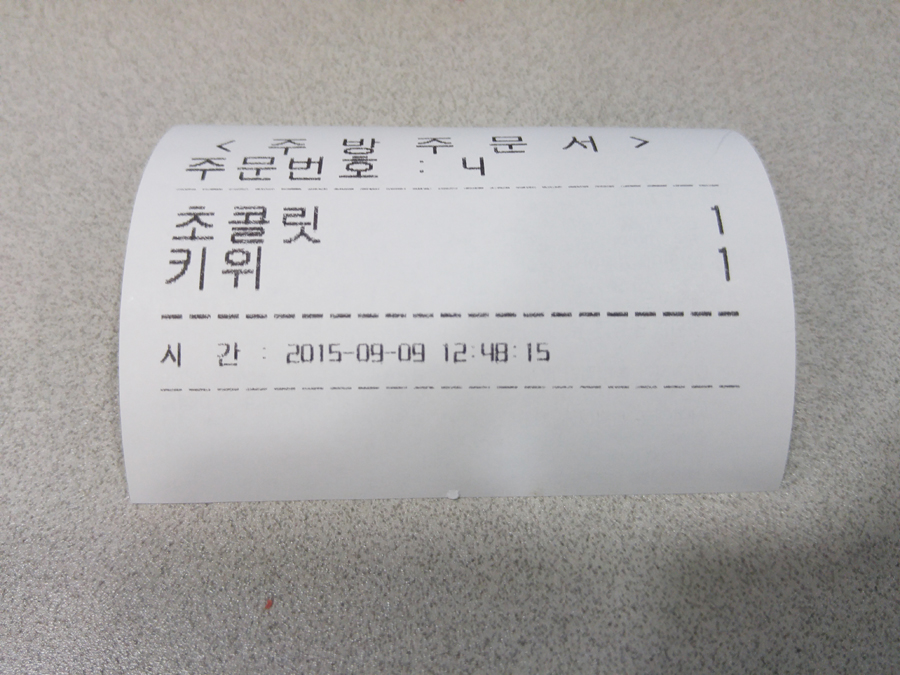 < 주 방 주 문 서 >
주문번호 : 4
초콜릿 1
키위 1
시 간 : 2015-09-09 12:48:15